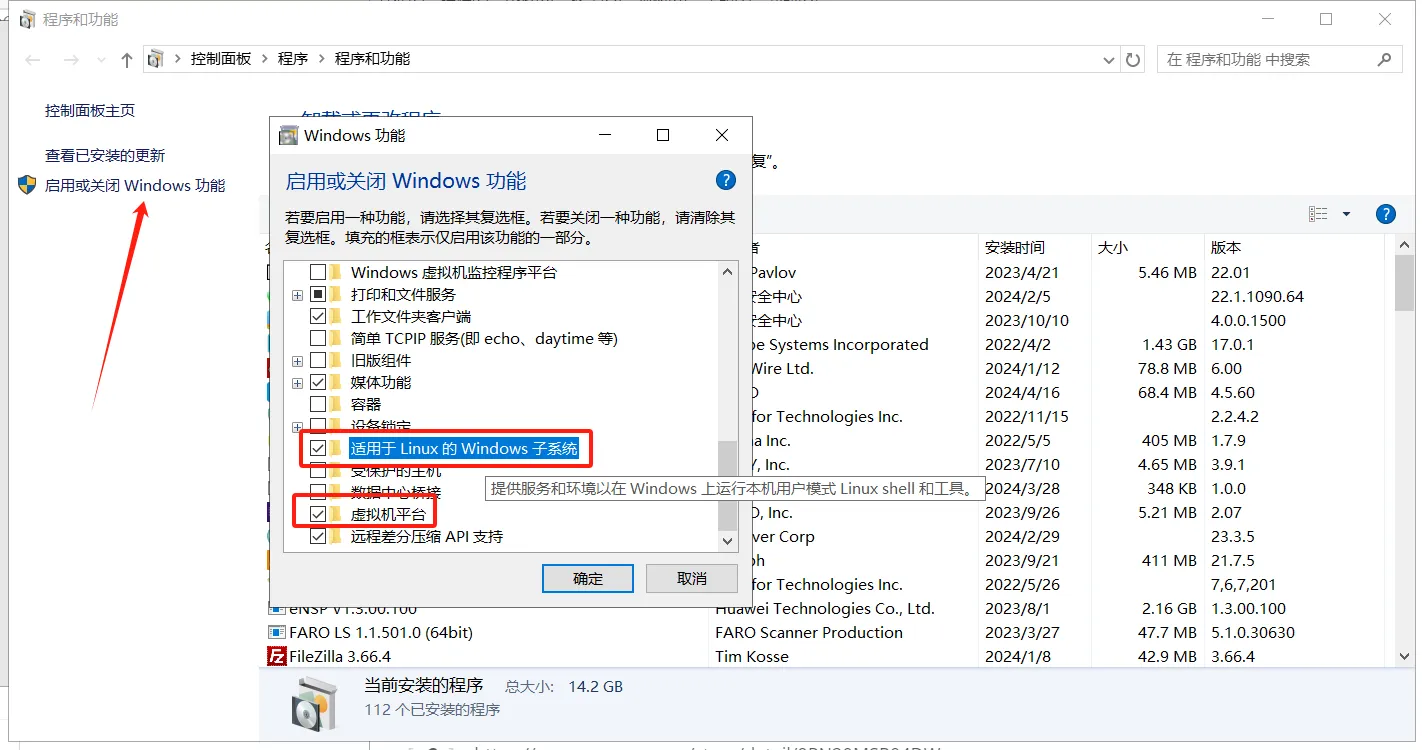 程序和功能
控制面板 > 程序 > 程序和功能
在 程序和功能 中搜索
控制面板主页
查看已安装的更新
启用或关闭 Windows 功能
卸载或更改程序
复"。
Windows 功能
启用或关闭 Windows 功能
若要启用一种功能，请选择其复选框。若要关闭一种功能，请清除其
复选框。填充的框表示仅启用该功能的一部分。
Windows 虚拟机监控程序平台
打印和文件服务
工作文件夹客户端
简单 TCPIP 服务(即 echo、daytime 等)
旧版组件
媒体功能
容器
设备锁定
适用于 Linux 的 Windows 子系统
受保护的主机
数据中心桥接
虚拟机平台
远程差分压缩 API 支持
提供服务和环境以在 Windows 上运行本机用户模式 Linux shell 和工具。
确定 取消
者 安装时间 大小 版本
Pavlov 2023/4/21 5.46 MB 22.01
安全中心 2024/2/5 22.1.1090.64
安全中心 2023/10/10 4.0.0.1500
be Systems Incorporated 2022/4/2 1.43 GB 17.0.1
Wire Ltd. 2024/1/12 78.8 MB 6.00
2024/4/16 68.4 MB 4.5.60
for Technologies Inc. 2022/11/15 2.2.4.2
a Inc. 2022/5/5 405 MB 1.7.9
, Inc. 2023/7/10 4.65 MB 3.9.1
2024/3/28 348 KB 1.0.0
O, Inc. 2023/9/26 5.21 MB 2.07
ver Corp 2024/2/29 23.3.5
ph 2023/9/21 411 MB 21.7.5
for Technologies Inc. 2022/5/26 7,6,7,201
eNSP V1.3.00.100 Huawei Technologies Co., Ltd. 2023/8/1 2.16 GB 1.3.00.100
FARO LS 1.1.501.0 (64bit) FARO Scanner Production 2023/3/27 47.7 MB 5.1.0.30630
FileZilla 3.66.4 Tim Kosse 2024/1/8 42.9 MB 3.66.4
当前安装的程序 总大小: 14.2 GB
112 个已安装的程序